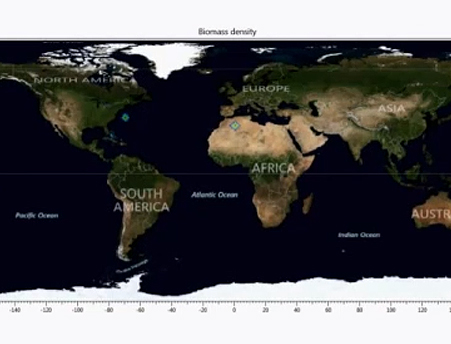 Biomass density
NORTH AMERICA
EUROPE
ASIA
AFRICA
SOUTH
AMERICA
Atlantic Ocean
Pacific Ocean
AUSTR
Indian Ocean
-140 -120 -100 -80 -60 -40 -20 0 20 40 60 80 100 120